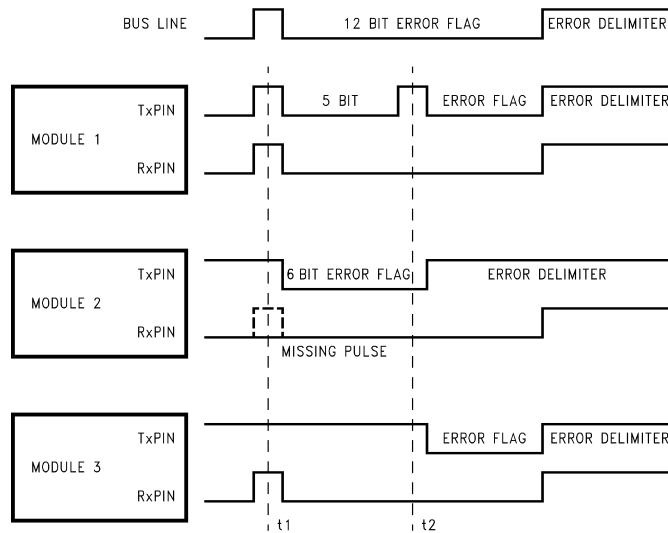 BUS LINE 12 BIT ERROR FLAG ERROR DELIMITER
TxPIN 5 BIT ERROR FLAG ERROR DELIMITER
MODULE 1
RxPIN
TxPIN 6 BIT ERROR FLAG ERROR DELIMITER
MODULE 2
RxPIN
MISSING PULSE
TxPIN ERROR FLAG ERROR DELIMITER
MODULE 3
RxPIN
t1 t2